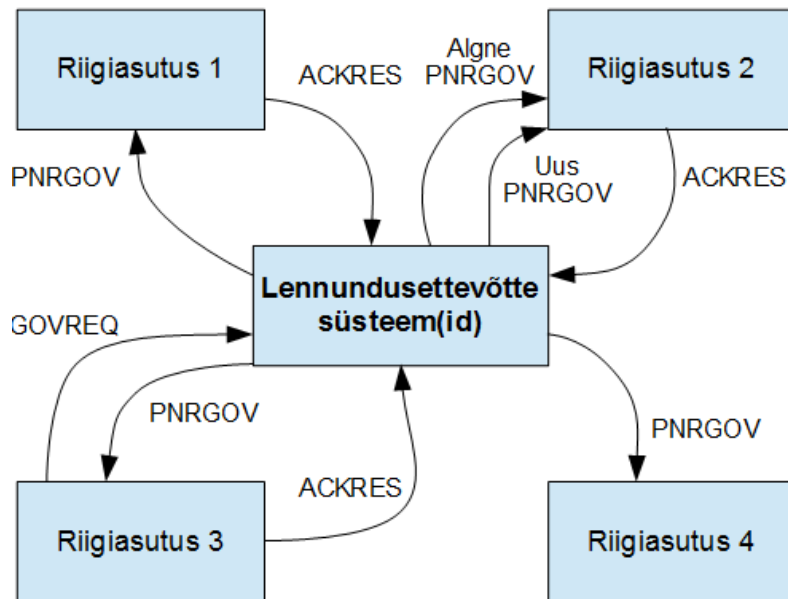 Riigiasutus 1
ACKRES
Algne
PNRGOV
Riigiasutus 2
PNRGOV
Uus
PNRGOV
ACKRES
Lennundusettevõtte
süsteem(id)
GOVREQ
PNRGOV
PNRGOV
ACKRES
Riigiasutus 3
Riigiasutus 4